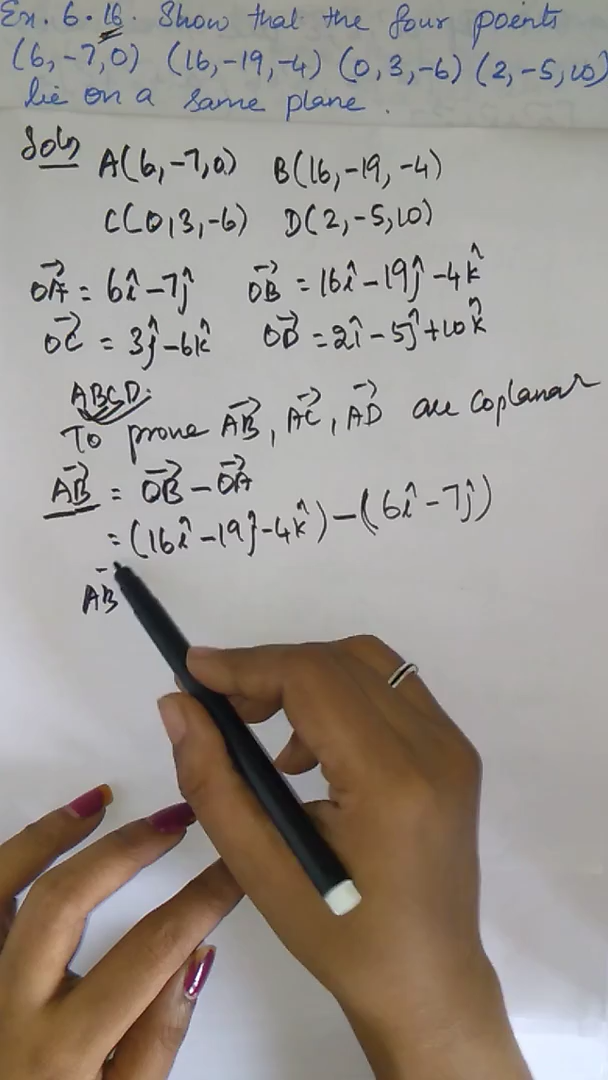 Ex. 6.16. Show that the four points
(6, -7, 0) (16, -19, -4) (0, 3, -6) (2, -5, 10)
lie on a same plane.
Soln A(6, -7, 0) B(16, -19, -4)
C(0, 3, -6) D(2, -5, 10)
OA⃗ = 6î - 7ĵ OB⃗ = 16î - 19ĵ - 4k̂
OC⃗ = 3ĵ - 6k̂ OD⃗ = 2î - 5ĵ + 10k̂
ABCD:
To prove AB⃗, AC⃗, AD⃗ are coplanar
AB⃗ = OB⃗ - OA⃗
= (16î - 19ĵ - 4k̂) - (6î - 7ĵ)
AB